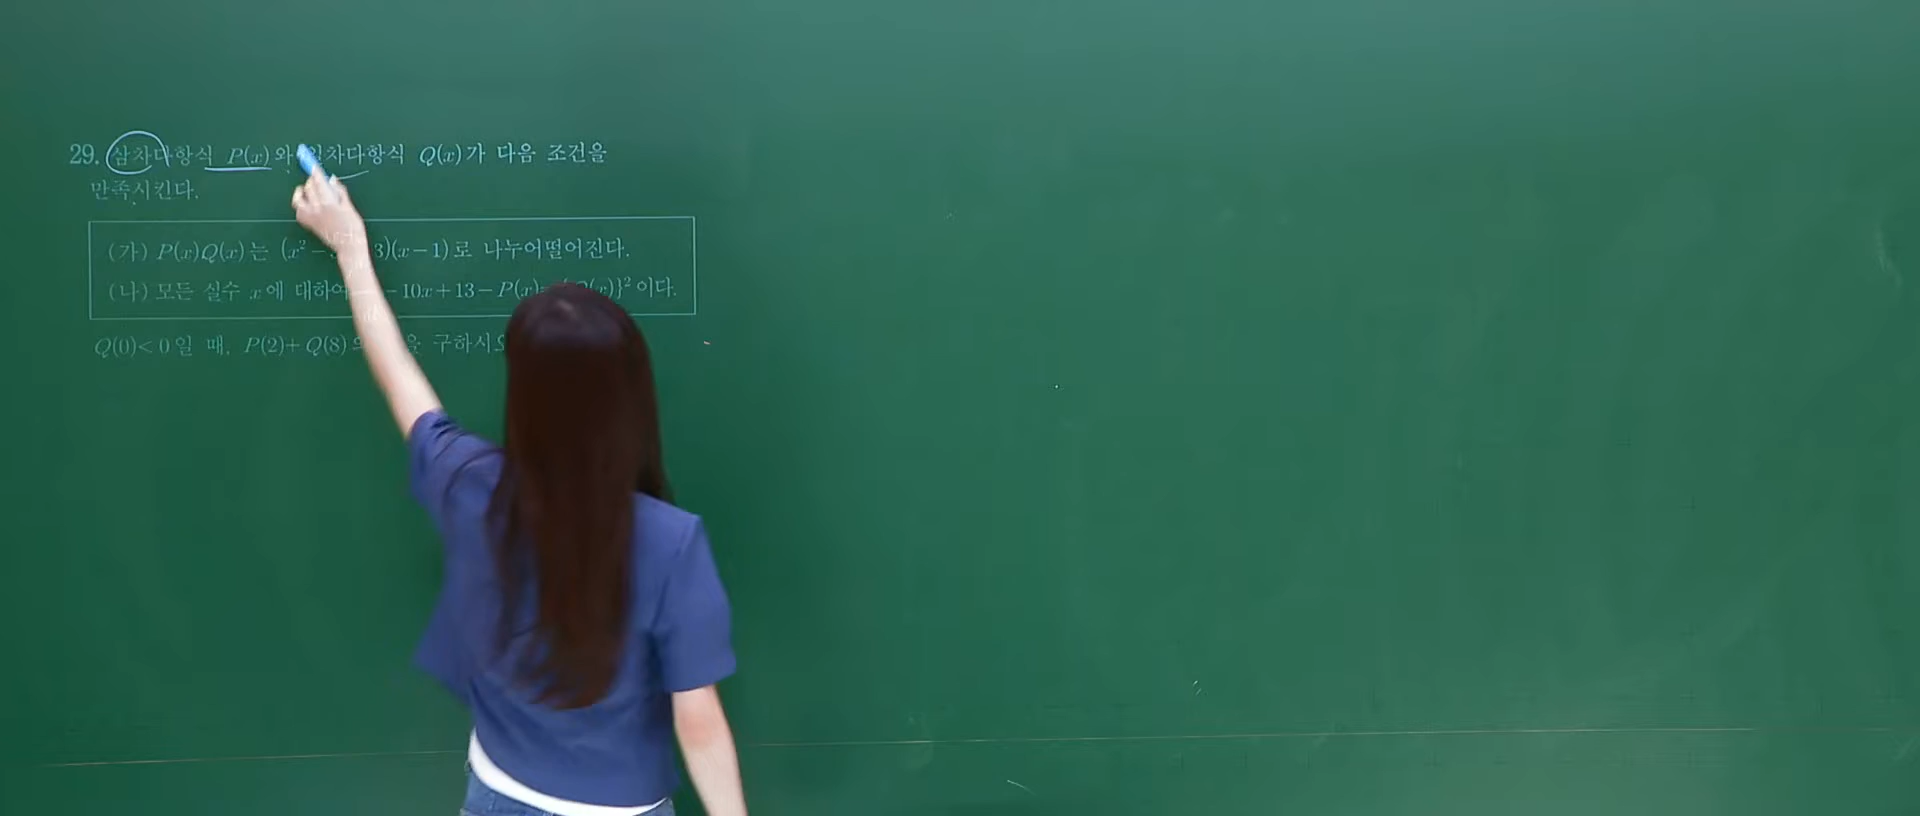 29. 삼차다항식 P(x)와 일차다항식 Q(x)가 다음 조건을
만족시킨다.
(가) P(x)Q(x)는 (x² − 3)(x−1)로 나누어떨어진다.
(나) 모든 실수 x에 대하여 −10x+13−P(x)= Q(x)}²이다.
Q(0)<0일 때, P(2)+Q(8) 을 구하시오